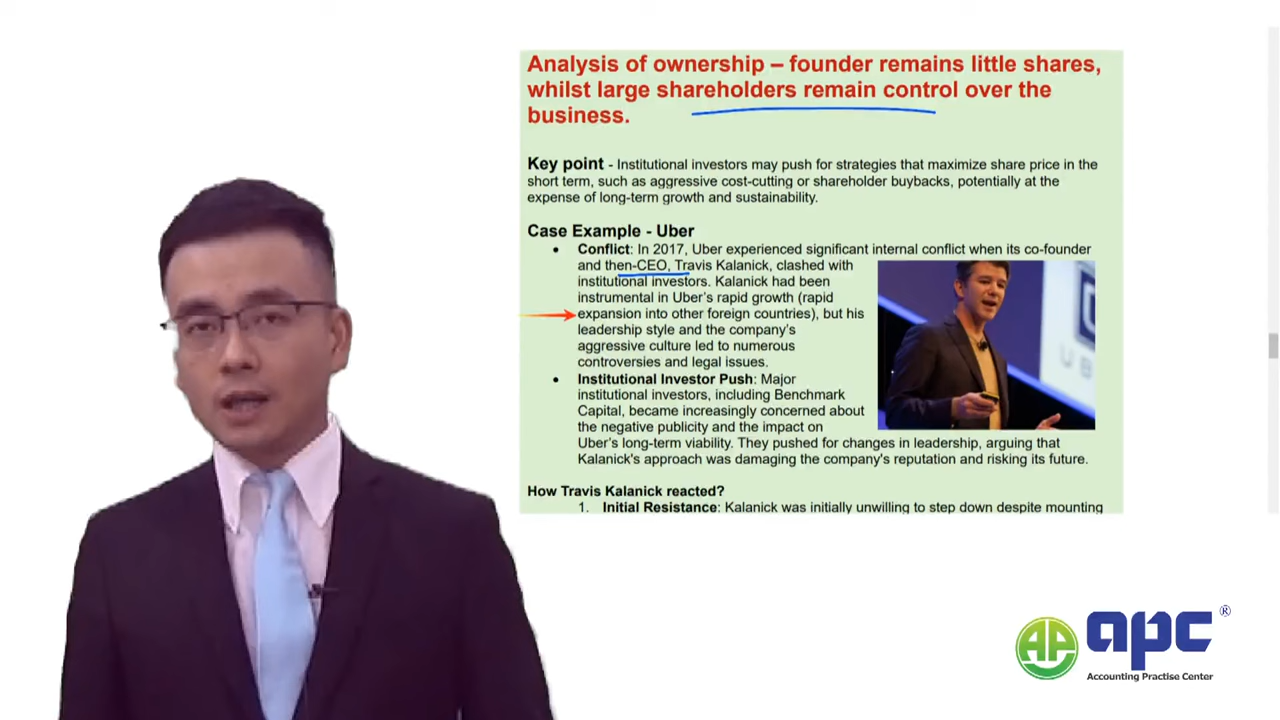 Analysis of ownership – founder remains little shares,
whilst large shareholders remain control over the
business.
Key point - Institutional investors may push for strategies that maximize share price in the
short term, such as aggressive cost-cutting or shareholder buybacks, potentially at the
expense of long-term growth and sustainability.
Case Example - Uber
• Conflict: In 2017, Uber experienced significant internal conflict when its co-founder
and then-CEO, Travis Kalanick, clashed with
institutional investors. Kalanick had been
instrumental in Uber's rapid growth (rapid
expansion into other foreign countries), but his
leadership style and the company's
aggressive culture led to numerous
controversies and legal issues.
• Institutional Investor Push: Major
institutional investors, including Benchmark
Capital, became increasingly concerned about
the negative publicity and the impact on
Uber's long-term viability. They pushed for changes in leadership, arguing that
Kalanick's approach was damaging the company's reputation and risking its future.
How Travis Kalanick reacted?
1. Initial Resistance: Kalanick was initially unwilling to step down despite mounting
UB
AP apc®
Accounting Practise Center